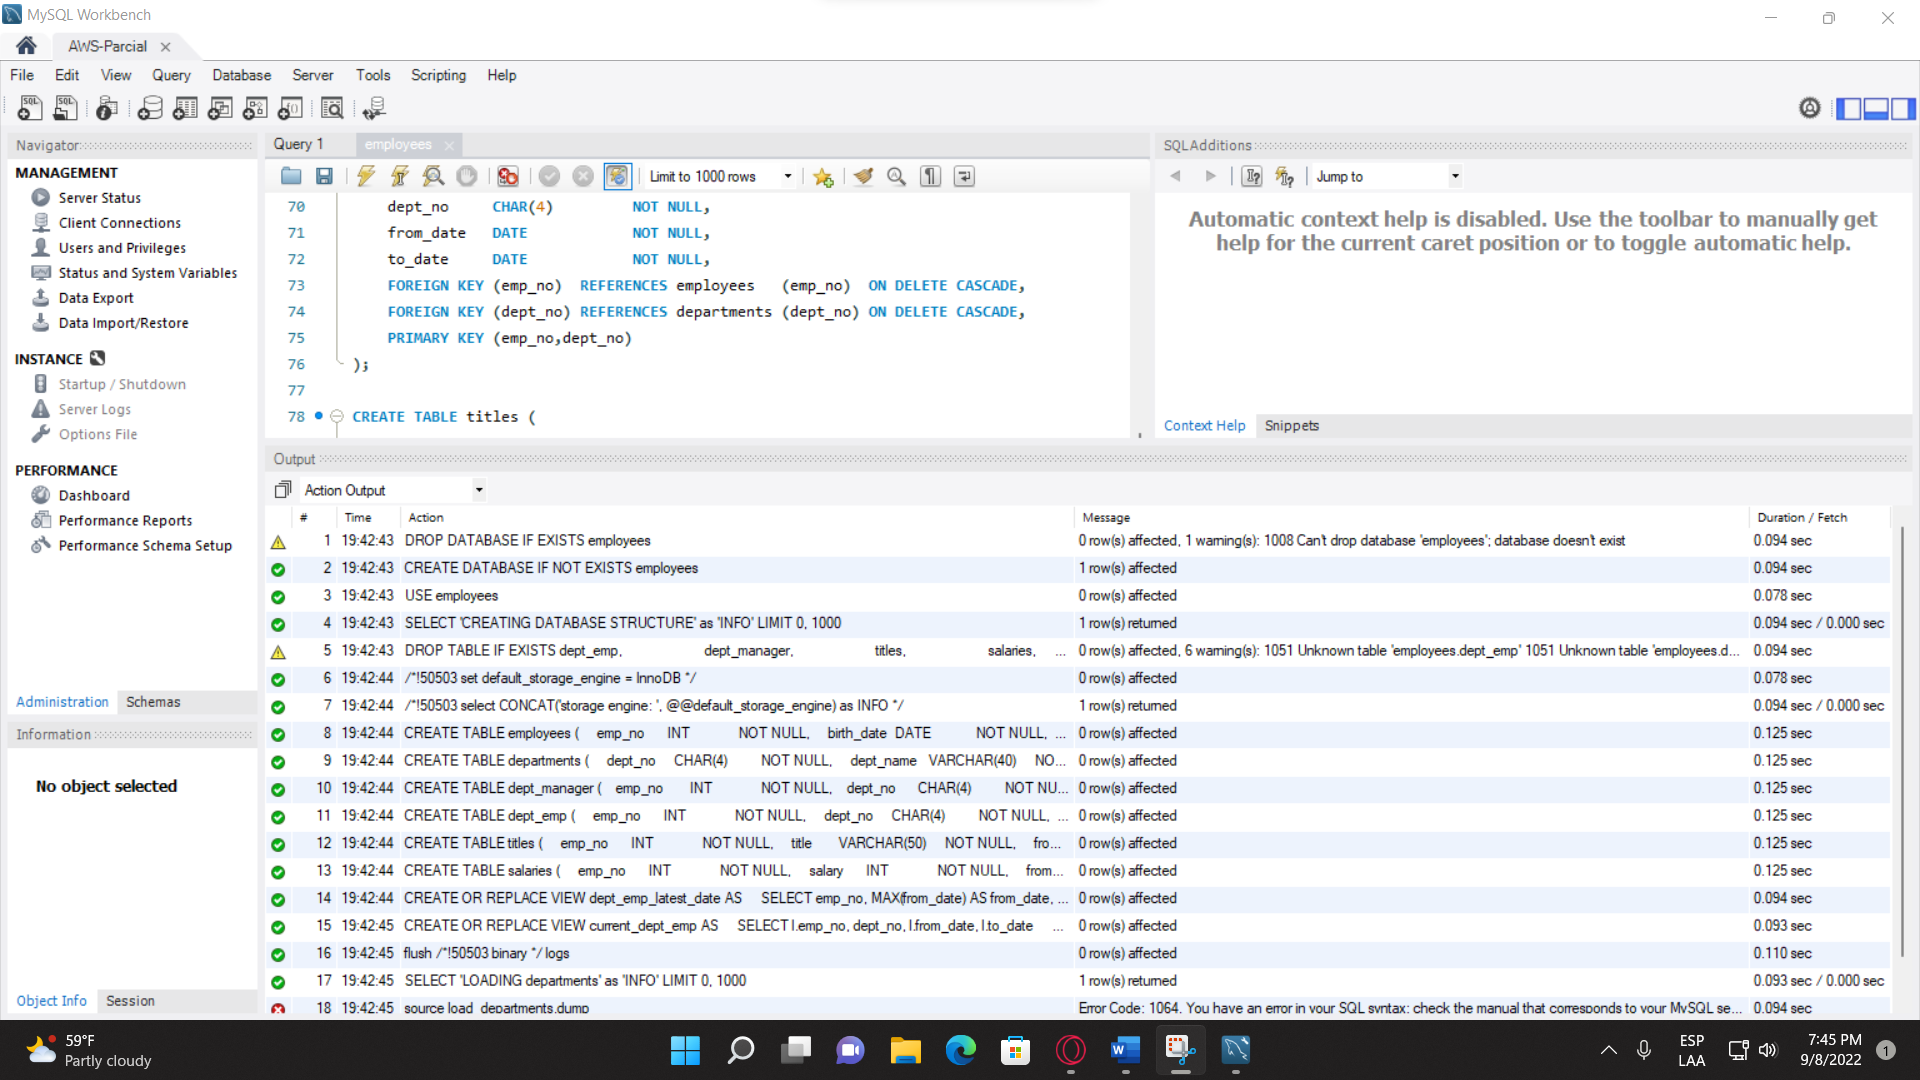 MySQL Workbench
AWS-Parcial
File Edit View Query Database Server Tools Scripting Help
Navigator
MANAGEMENT
Server Status
Client Connections
Users and Privileges
Status and System Variables
Data Export
Data Import/Restore
INSTANCE
Startup / Shutdown
Server Logs
Options File
PERFORMANCE
Dashboard
Performance Reports
Performance Schema Setup
Administration Schemas
Information
No object selected
Object Info Session
Query 1 employees
Limit to 1000 rows
70 dept_no CHAR(4) NOT NULL,
71 from_date DATE NOT NULL,
72 to_date DATE NOT NULL,
73 FOREIGN KEY (emp_no) REFERENCES employees (emp_no) ON DELETE CASCADE,
74 FOREIGN KEY (dept_no) REFERENCES departments (dept_no) ON DELETE CASCADE,
75 PRIMARY KEY (emp_no,dept_no)
76 );
77
78 CREATE TABLE titles (
SQLAdditions
Jump to
Automatic context help is disabled. Use the toolbar to manually get
help for the current caret position or to toggle automatic help.
Context Help Snippets
Output
Action Output
# Time Action Message Duration / Fetch
1 19:42:43 DROP DATABASE IF EXISTS employees 0 row(s) affected, 1 warning(s): 1008 Can't drop database 'employees'; database doesn't exist 0.094 sec
2 19:42:43 CREATE DATABASE IF NOT EXISTS employees 1 row(s) affected 0.094 sec
3 19:42:43 USE employees 0 row(s) affected 0.078 sec
4 19:42:43 SELECT 'CREATING DATABASE STRUCTURE' as 'INFO' LIMIT 0, 1000 1 row(s) returned 0.094 sec / 0.000 sec
5 19:42:43 DROP TABLE IF EXISTS dept_emp, dept_manager, titles, salaries, ... 0 row(s) affected, 6 warning(s): 1051 Unknown table 'employees.dept_emp' 1051 Unknown table 'employees.d... 0.094 sec
6 19:42:44 /*!50503 set default_storage_engine = InnoDB */ 0 row(s) affected 0.078 sec
7 19:42:44 /*!50503 select CONCAT('storage engine: ', @@default_storage_engine) as INFO */ 1 row(s) returned 0.094 sec / 0.000 sec
8 19:42:44 CREATE TABLE employees ( emp_no INT NOT NULL, birth_date DATE NOT NULL, ... 0 row(s) affected 0.125 sec
9 19:42:44 CREATE TABLE departments ( dept_no CHAR(4) NOT NULL, dept_name VARCHAR(40) NO... 0 row(s) affected 0.125 sec
10 19:42:44 CREATE TABLE dept_manager ( emp_no INT NOT NULL, dept_no CHAR(4) NOT NU... 0 row(s) affected 0.125 sec
11 19:42:44 CREATE TABLE dept_emp ( emp_no INT NOT NULL, dept_no CHAR(4) NOT NULL, ... 0 row(s) affected 0.125 sec
12 19:42:44 CREATE TABLE titles ( emp_no INT NOT NULL, title VARCHAR(50) NOT NULL, fro... 0 row(s) affected 0.125 sec
13 19:42:44 CREATE TABLE salaries ( emp_no INT NOT NULL, salary INT NOT NULL, from... 0 row(s) affected 0.125 sec
14 19:42:44 CREATE OR REPLACE VIEW dept_emp_latest_date AS SELECT emp_no, MAX(from_date) AS from_date, ... 0 row(s) affected 0.094 sec
15 19:42:45 CREATE OR REPLACE VIEW current_dept_emp AS SELECT l.emp_no, dept_no, l.from_date, l.to_date ... 0 row(s) affected 0.093 sec
16 19:42:45 flush /*!50503 binary */ logs 0 row(s) affected 0.110 sec
17 19:42:45 SELECT 'LOADING departments' as 'INFO' LIMIT 0, 1000 1 row(s) returned 0.093 sec / 0.000 sec
18 19:42:45 source load_departments.dump Error Code: 1064. You have an error in your SQL syntax; check the manual that corresponds to your MySQL se... 0.094 sec
59°F
Partly cloudy
ESP
LAA
7:45 PM
9/8/2022
1